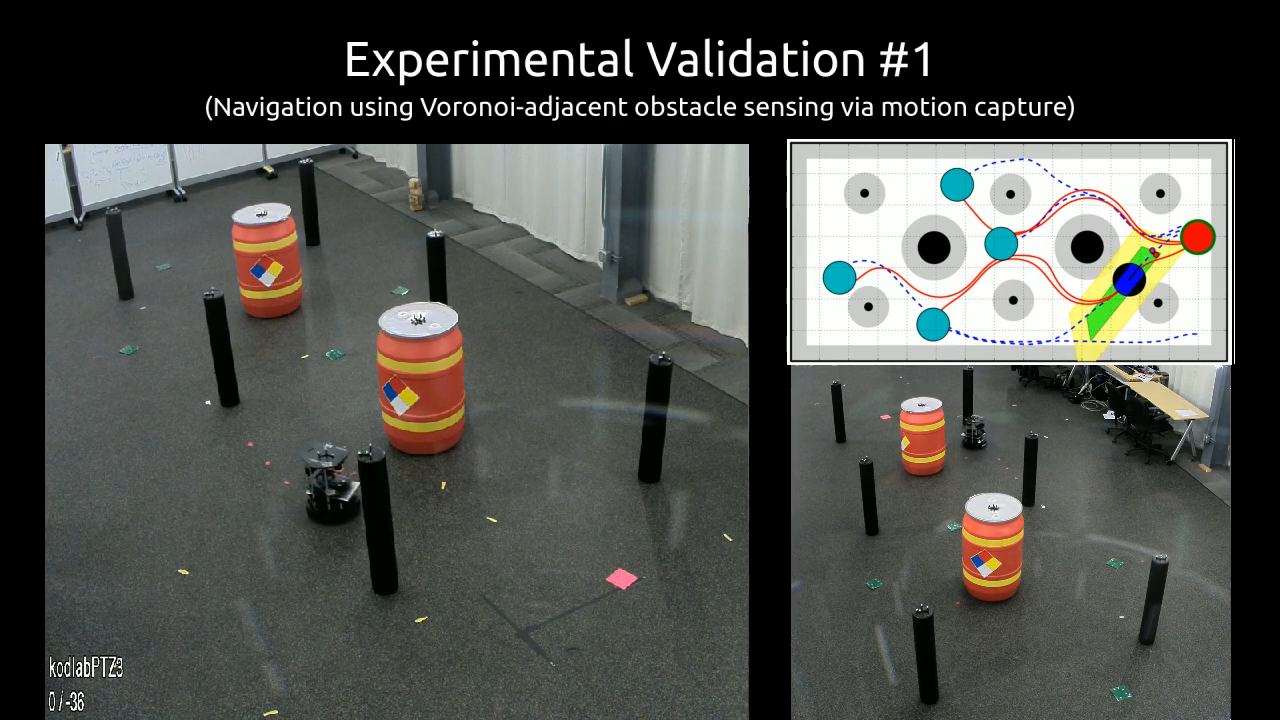 Experimental Validation #1
(Navigation using Voronoi-adjacent obstacle sensing via motion capture)
kodlabPTZ3
0 / -36